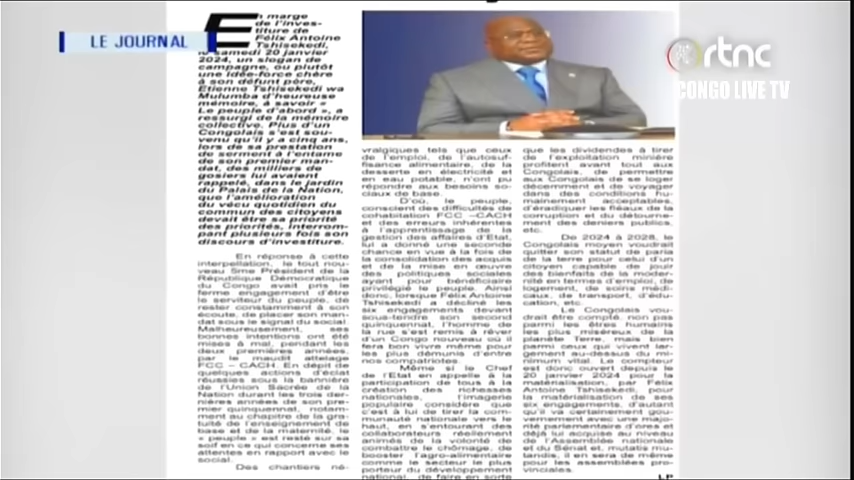 LE JOURNAL
rtnc
CONGO LIVE TV
En marge
de l'inves-
titure de
Félix Antoine
Tshisekedi,
le samedi 20 janvier
2024, un slogan de
campagne, ou plutôt
une idée-force chère
à son défunt père,
Etienne Tshisekedi wa
Mulumba d'heureuse
mémoire, à savoir «
Le peuple d'abord », a
ressurgi de la mémoire
collective. Plus d'un
Congolais s'est sou-
venu qu'il y a cinq ans,
lors de sa prestation
de serment à l'entame
de son premier man-
dat, des milliers de
gosiers lui avaient
rappelé, dans le jardin
du Palais de la Nation,
que l'amélioration
du vécu quotidien du
commun des citoyens
devait être sa priorité
des priorités, interrom-
pant plusieurs fois son
discours d'investiture.
En réponse à cette
interpellation, le tout nou-
veau 5me Président de la
République Démocratique
du Congo avait pris le
ferme engagement d'être
le serviteur du peuple, de
rester constamment à son
écoute, de placer son man-
dat sous le signal du social.
Malheureusement, ses
bonnes intentions ont été
mises à mal, pendant les
deux premières années,
par le maudit attelage
FCC – CACH. En dépit de
quelques actions d'éclat
réussies sous la bannière
de l'Union Sacrée de la
Nation durant les trois der-
nières années de son pre-
mier quinquennat, notam-
ment au chapitre de la gra-
tuité de l'enseignement de
base et de la maternité, le
« peuple » est resté sur sa
soif en ce qui concerne ses
attentes en rapport avec le
social.
Des chantiers né-
vralgiques tels que ceux
de l'emploi, de l'autosuf-
fisance alimentaire, de la
desserte en électricité et
en eau potable, n'ont pu
répondre aux besoins so-
ciaux de base.
D'où, le peuple,
conscient des difficultés de
cohabitation FCC –CACH
et des erreurs inhérentes
à l'apprentissage de la
gestion des affaires d'Etat,
lui a donné une seconde
chance en vue à la fois de
la consolidation des acquis
et de la mise en œuvre
des politiques sociales
ayant pour bénéficiaire
privilégié le peuple. Ainsi
donc, lorsque Félix Antoine
Tshisekedi a décliné les
six engagements devant
sous-tendre son second
quinquennat, l'homme de
la rue s'est remis à rêver
d'un Congo nouveau où il
fera bon vivre même pour
les plus démunis d'entre
nos compatriotes.
Même si le Chef
de l'Etat en appelle à la
participation de tous à la
création des richesses
nationales, l'imagerie
populaire considère que
c'est à lui de tirer la com-
munauté nationale vers le
haut, en s'entourant des
collaborateurs réellement
animés de la volonté de
combattre le chômage, de
booster l'agro-alimentaire
comme le secteur le plus
porteur du développement
national, de faire en sorte
que les dividendes à tirer
de l'exploitation minière
profitent avant tout aux
Congolais, de permettre
aux Congolais de se loger
décemment et de voyager
dans des conditions hu-
mainement acceptables,
d'éradiquer les fléaux de la
corruption et du détourne-
ment des deniers publics,
etc.
De 2024 à 2028, le
Congolais moyen voudrait
quitter son statut de paria
de la terre pour celui d'un
citoyen capable de jouir
des bienfaits de la moder-
nité en termes d'emploi, de
logement, de soins médi-
caux, de transport, d'édu-
cation, etc.
Le Congolais vou-
drait être compté, non pas
parmi les êtres humains
les plus miséreux de la
planète Terre, mais bien
parmi ceux qui vivent lar-
gement au-dessus du mi-
nimum vital. Le compteur
est donc ouvert depuis le
20 janvier 2024 pour la
matérialisation, par Félix
Antoine Tshisekedi, pour
la matérialisation de ses
six engagements, d'autant
qu'il va certainement gou-
vernement avec une majo-
rité parlementaire d'ores et
déjà lui acquise au niveau
de l'Assemblée nationale
et du Sénat et, mutatis mu-
tandis, il en sera de même
pour les assemblées pro-
vinciales.
LP